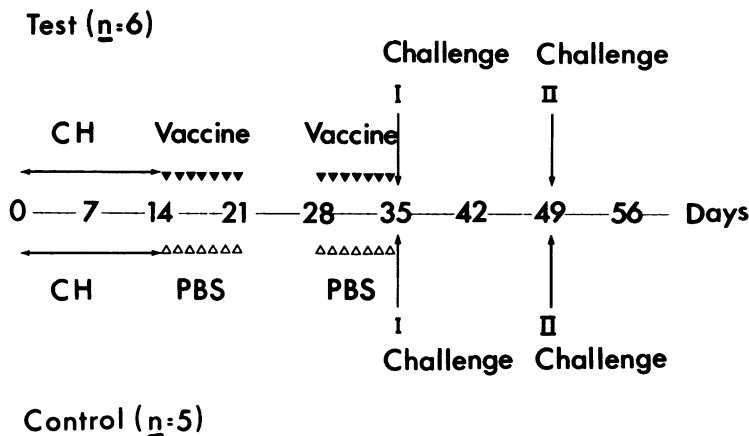 Test (n=6)
Challenge Challenge
I II
CH Vaccine Vaccine
0 7 14 21 28 35 42 49 56 Days
CH PBS PBS
I II
Challenge Challenge
Control (n=5)